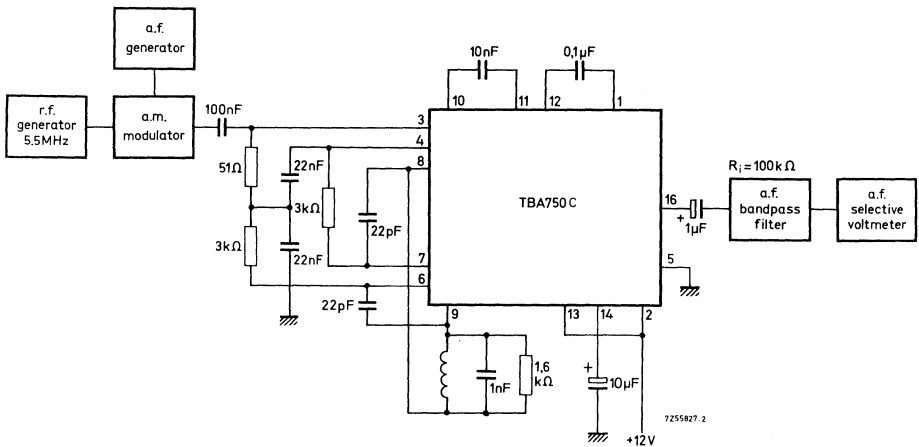 a.f.
generator
r.f.
generator
5.5MHz
a.m.
modulator
100nF
51Ω
3kΩ
22nF
22nF
3kΩ
22pF
22pF
10nF
0,1µF
10
11
12
1
3
4
8
7
6
9
13
14
2
16
5
TBA750C
+
1µF
Ri = 100kΩ
a.f.
bandpass
filter
a.f.
selective
voltmeter
1nF
1,6
kΩ
+
10µF
7Z55827.2
+12V